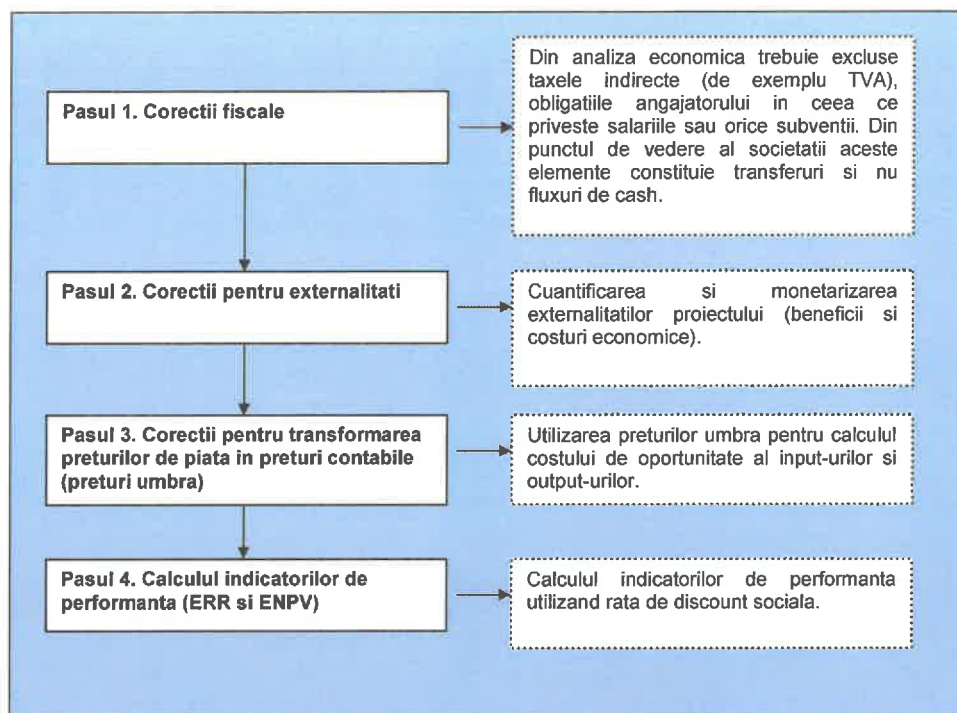 Pasul 1. Corectii fiscale
Din analiza economica trebuie excluse
taxele indirecte (de exemplu TVA),
obligatiile angajatorului in ceea ce
priveste salariile sau orice subventii. Din
punctul de vedere al societatii aceste
elemente constituie transferuri si nu
fluxuri de cash.
Pasul 2. Corectii pentru externalitati
Cuantificarea si monetarizarea
externalitatilor proiectului (beneficii si
costuri economice).
Pasul 3. Corectii pentru transformarea
preturilor de piata in preturi contabile
(preturi umbra)
Utilizarea preturilor umbra pentru calculul
costului de oportunitate al input-urilor si
output-urilor.
Pasul 4. Calculul indicatorilor de
performanta (ERR si ENPV)
Calculul indicatorilor de performanta
utilizand rata de discount sociala.